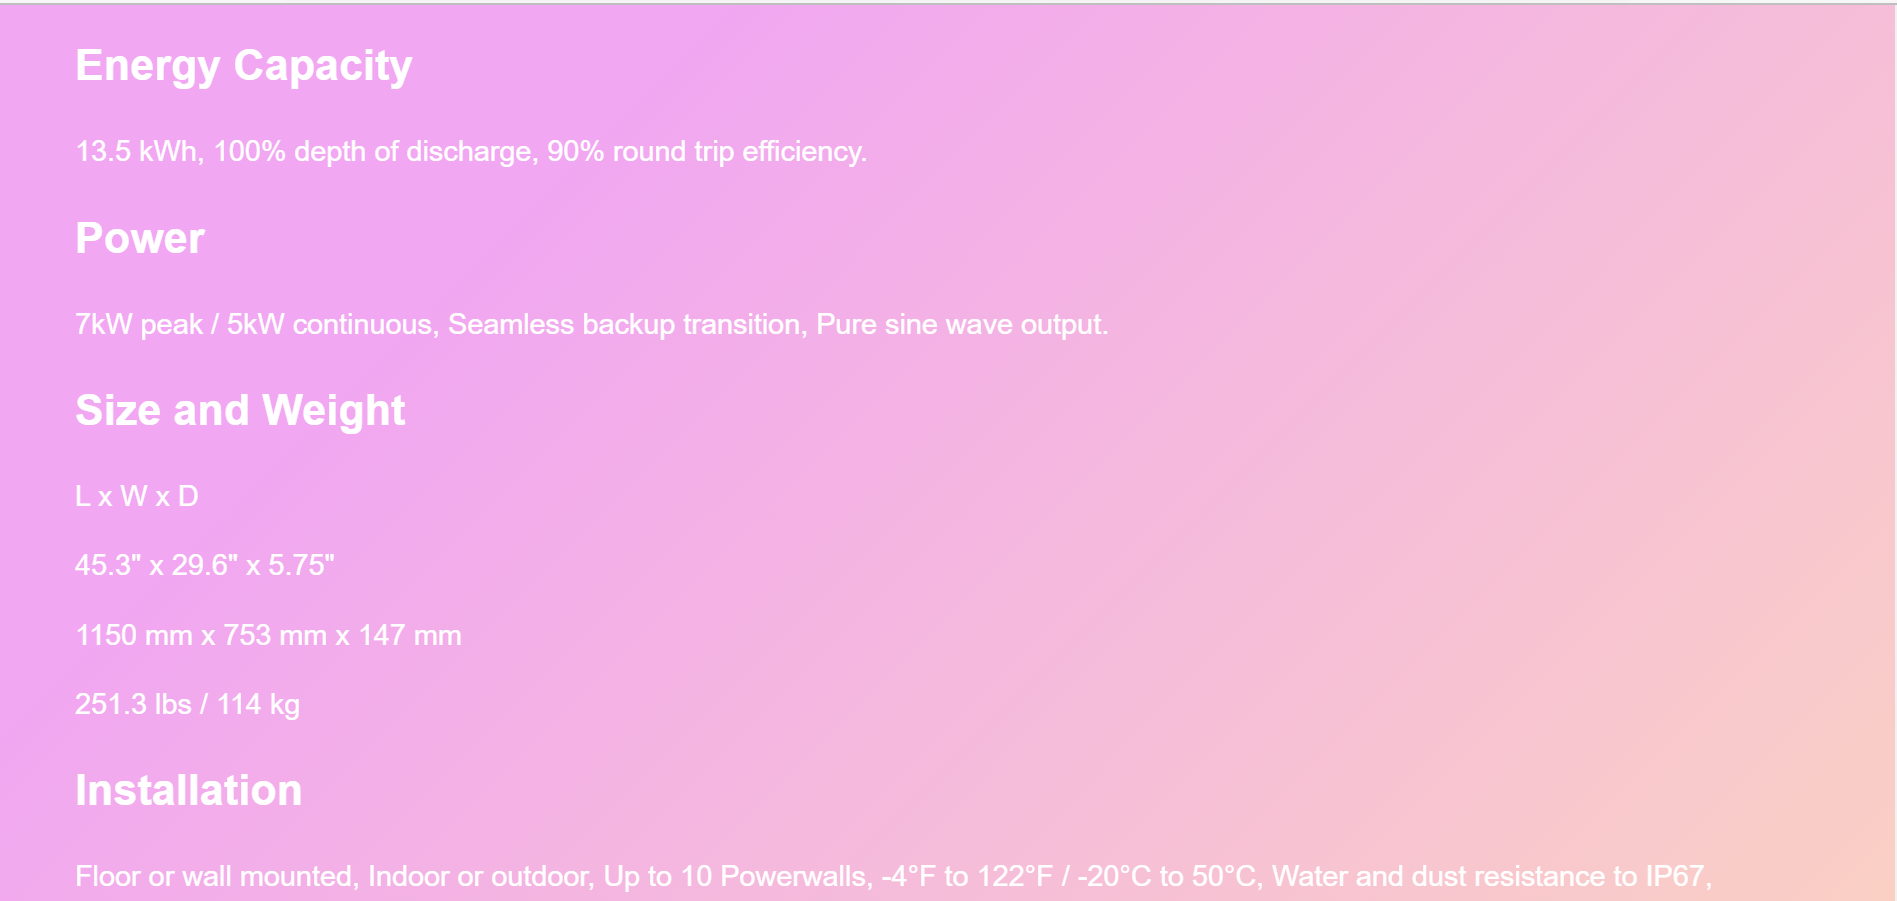 Energy Capacity
13.5 kWh, 100% depth of discharge, 90% round trip efficiency.
Power
7kW peak / 5kW continuous, Seamless backup transition, Pure sine wave output.
Size and Weight
L x W x D
45.3" x 29.6" x 5.75"
1150 mm x 753 mm x 147 mm
251.3 lbs / 114 kg
Installation
Floor or wall mounted, Indoor or outdoor, Up to 10 Powerwalls, -4°F to 122°F / -20°C to 50°C, Water and dust resistance to IP67,